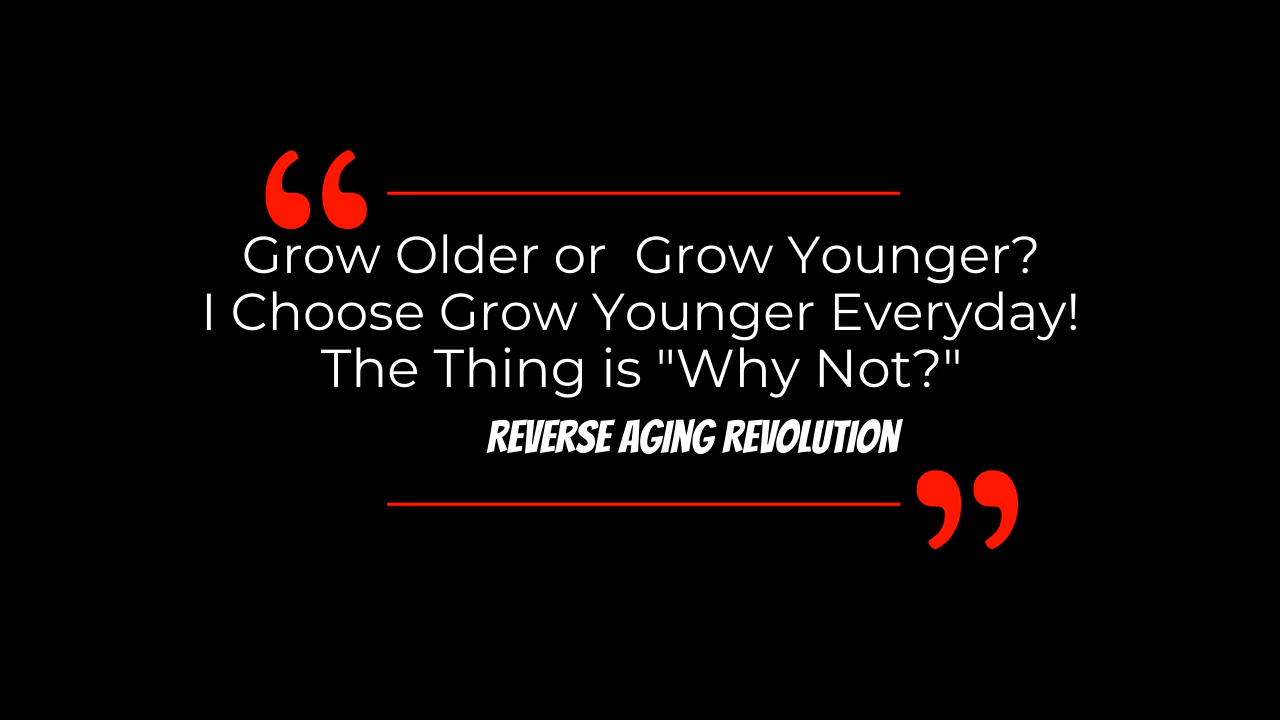 Grow Older or  Grow Younger?
I Choose Grow Younger Everyday!
The Thing is "Why Not?"
REVERSE AGING REVOLUTION